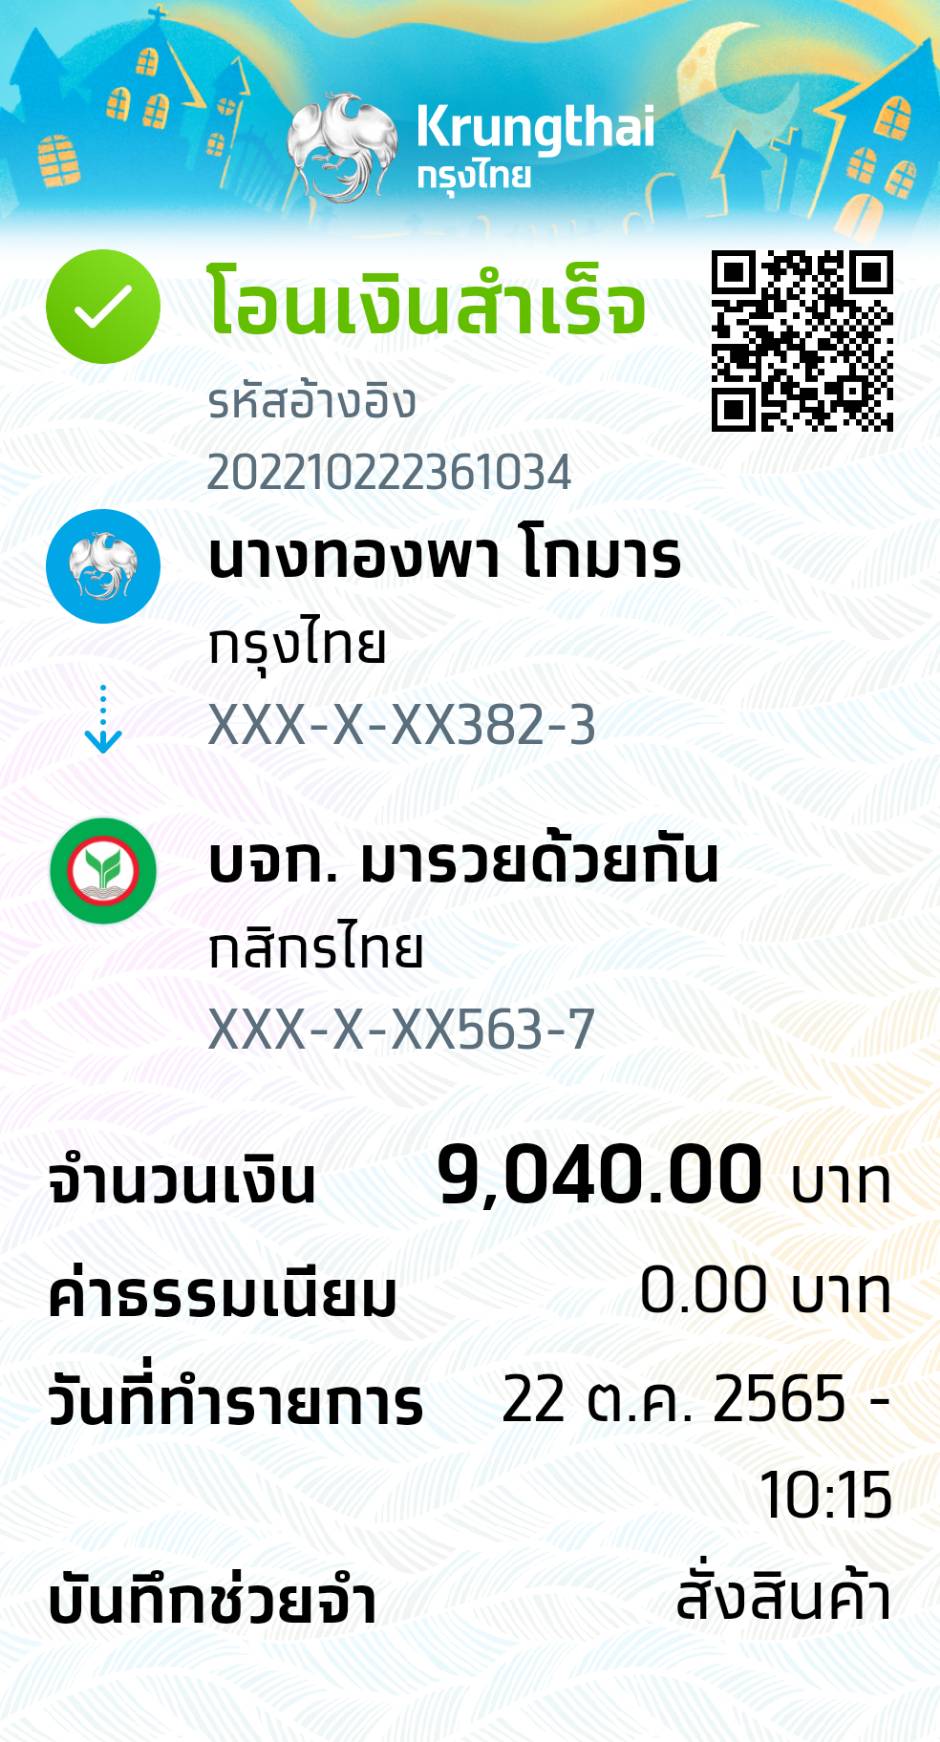 Krungthai
กรุงไทย
โอนเงินสำเร็จ
รหัสอ้างอิง
202210222361034
นางทองพา โกมาร
กรุงไทย
XXX-X-XX382-3
บจก. มารวยด้วยกัน
กสิกรไทย
XXX-X-XX563-7
จำนวนเงิน 9,040.00 บาท
ค่าธรรมเนียม 0.00 บาท
วันที่ทำรายการ 22 ต.ค. 2565 -
10:15
บันทึกช่วยจำ สั่งสินค้า